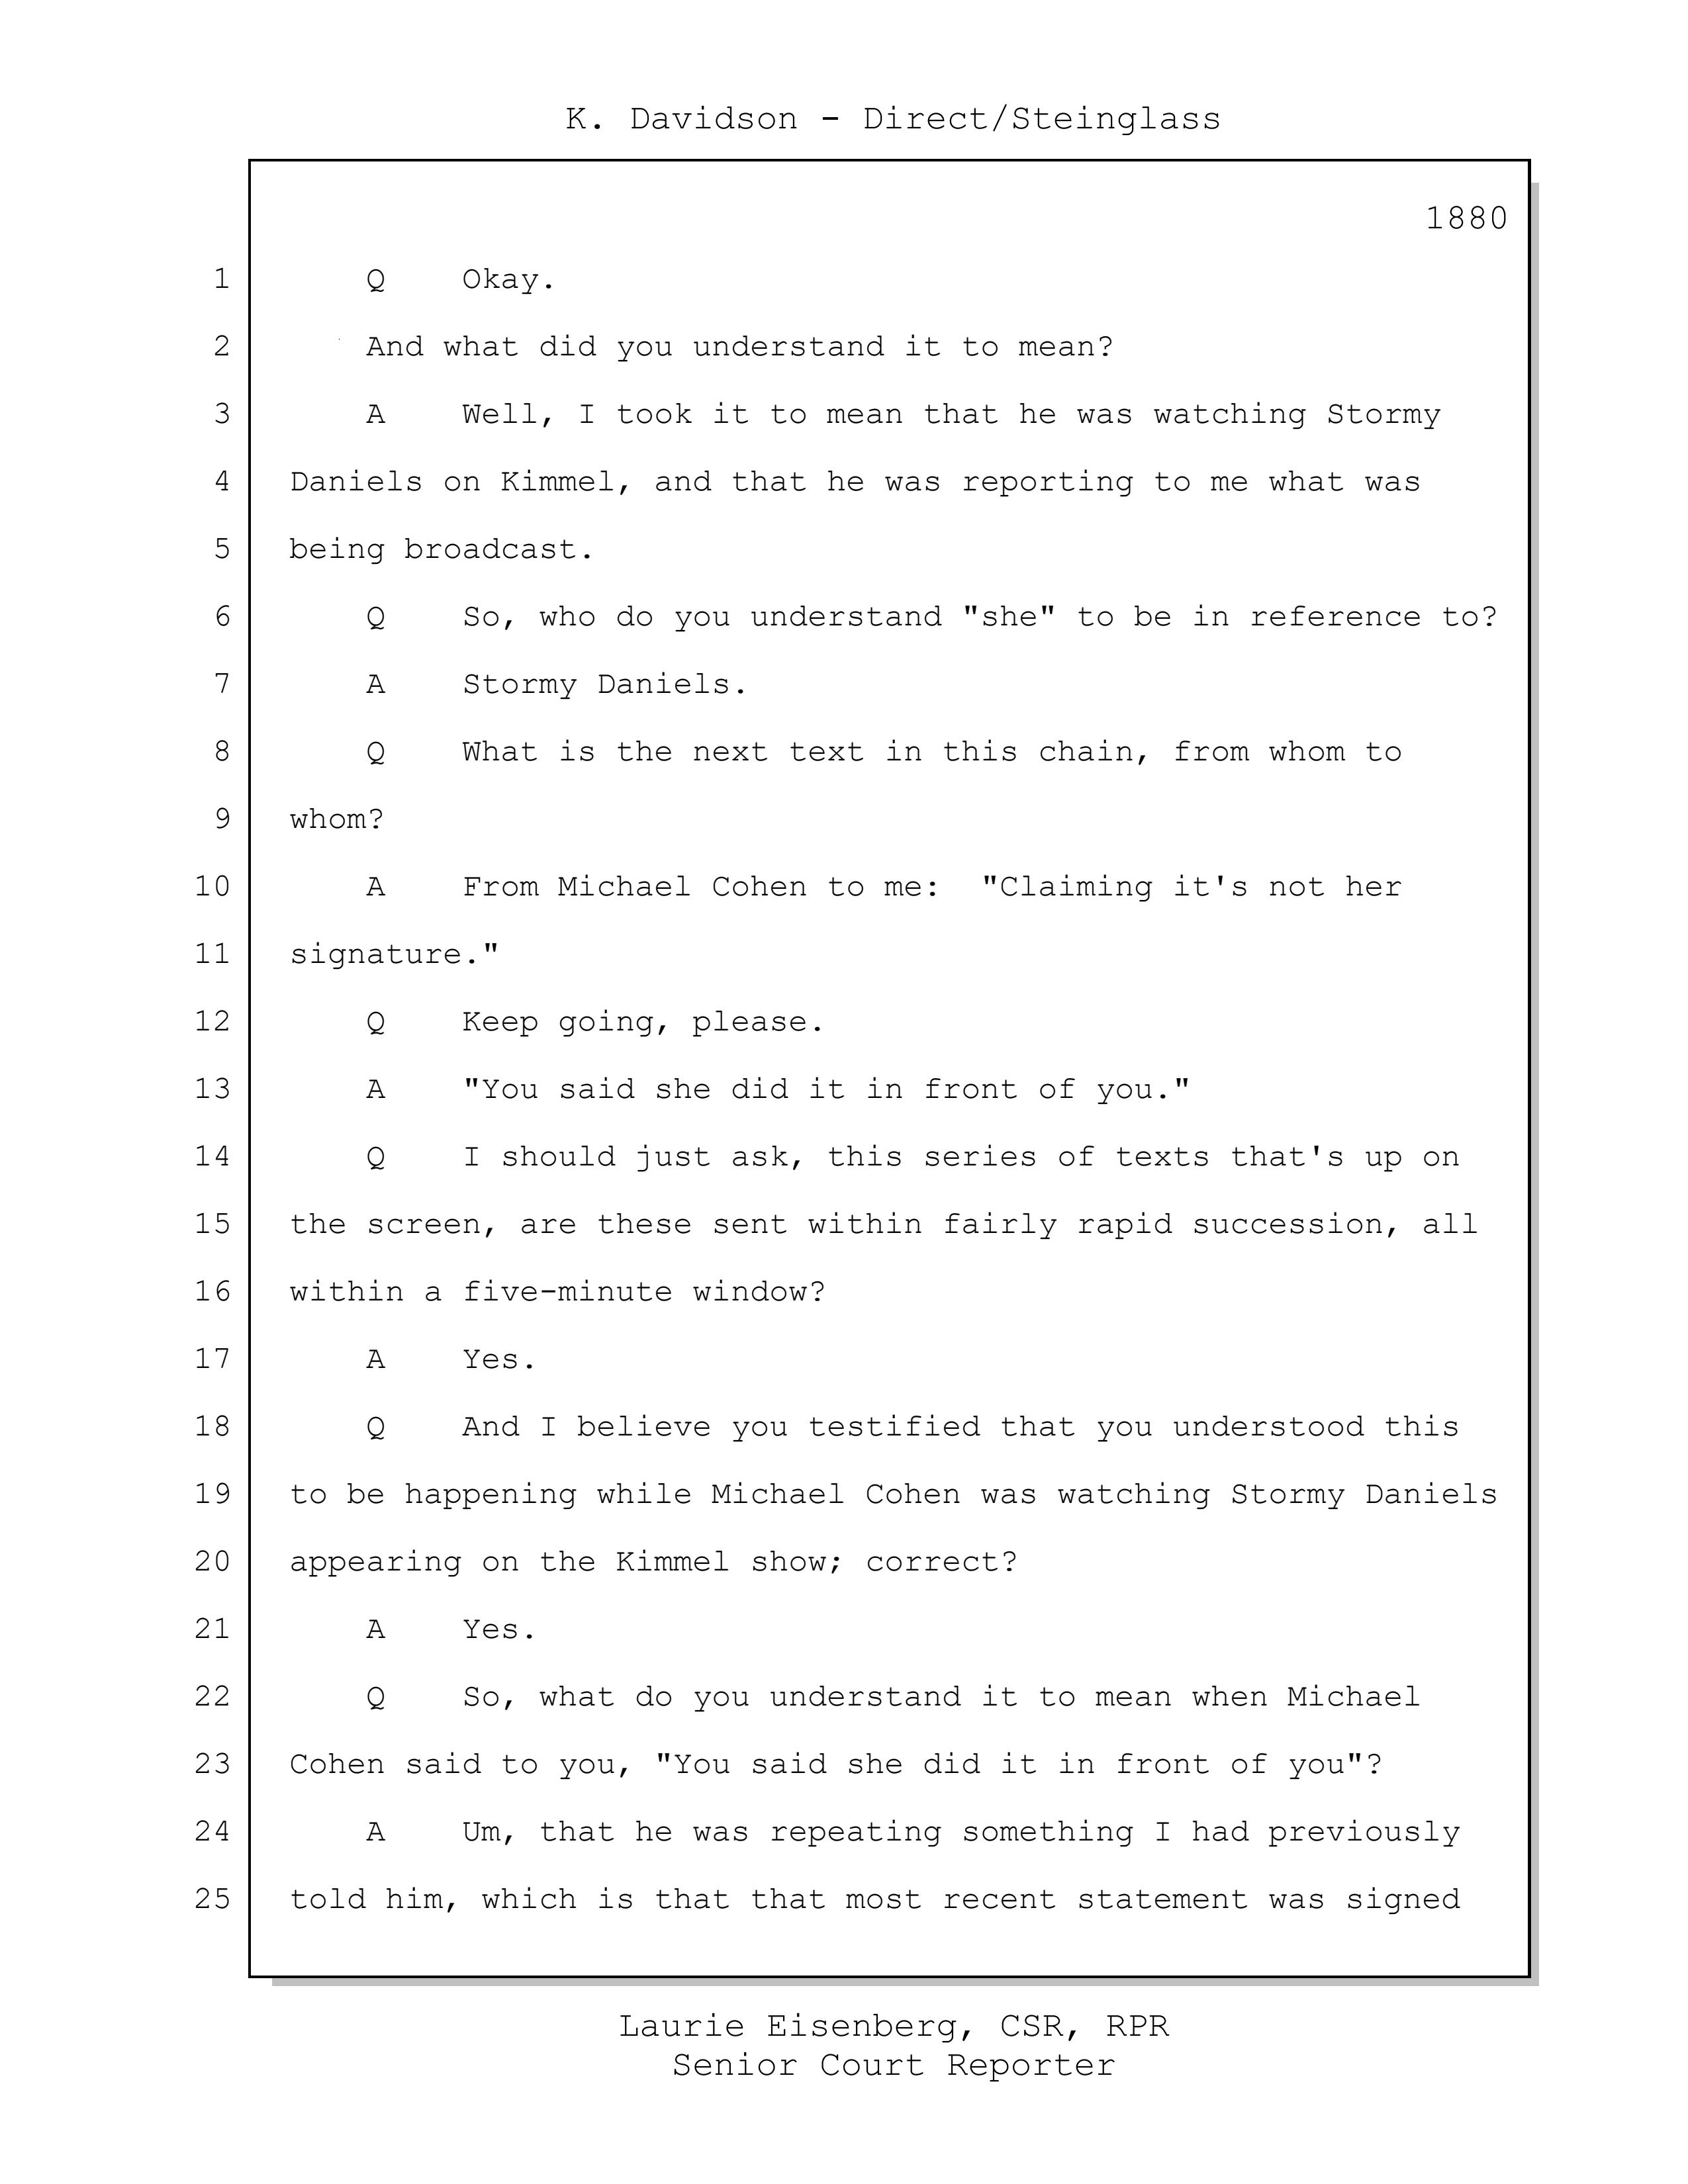 K. Davidson - Direct/Steinglass
1880
1 Q Okay.
2 And what did you understand it to mean?
3 A Well, I took it to mean that he was watching Stormy
4 Daniels on Kimmel, and that he was reporting to me what was
5 being broadcast.
6 Q So, who do you understand "she" to be in reference to?
7 A Stormy Daniels.
8 Q What is the next text in this chain, from whom to
9 whom?
10 A From Michael Cohen to me: "Claiming it's not her
11 signature."
12 Q Keep going, please.
13 A "You said she did it in front of you."
14 Q I should just ask, this series of texts that's up on
15 the screen, are these sent within fairly rapid succession, all
16 within a five-minute window?
17 A Yes.
18 Q And I believe you testified that you understood this
19 to be happening while Michael Cohen was watching Stormy Daniels
20 appearing on the Kimmel show; correct?
21 A Yes.
22 Q So, what do you understand it to mean when Michael
23 Cohen said to you, "You said she did it in front of you"?
24 A Um, that he was repeating something I had previously
25 told him, which is that that most recent statement was signed
Laurie Eisenberg, CSR, RPR
Senior Court Reporter